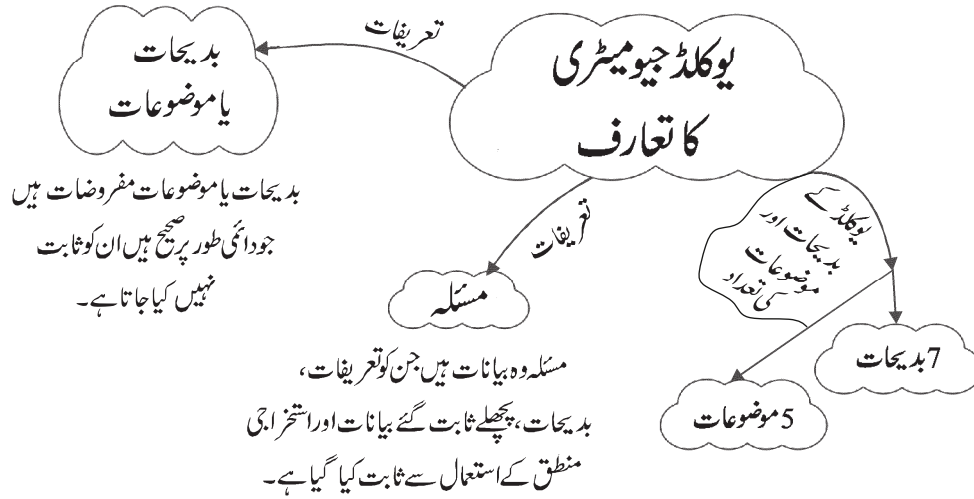 یوکلڈ جیومیٹری
کا تعارف
تعریفات
بدیحات
یا موضوعات
بدیحات یا موضوعات مفروضات ہیں
جو دائمی طور پر صحیح ہیں ان کو ثابت
نہیں کیا جاتا ہے۔
تعریفات
مسئلہ
مسئلہ وہ بیانات ہیں جن کو تعریفات،
بدیحات، پچھلے ثابت گئے بیانات اور استخراجی
منطق کے استعمال سے ثابت کیا گیا ہے۔
یوکلڈ کے
بدیحات اور
موضوعات
کی تعداد
7 بدیحات
5 موضوعات